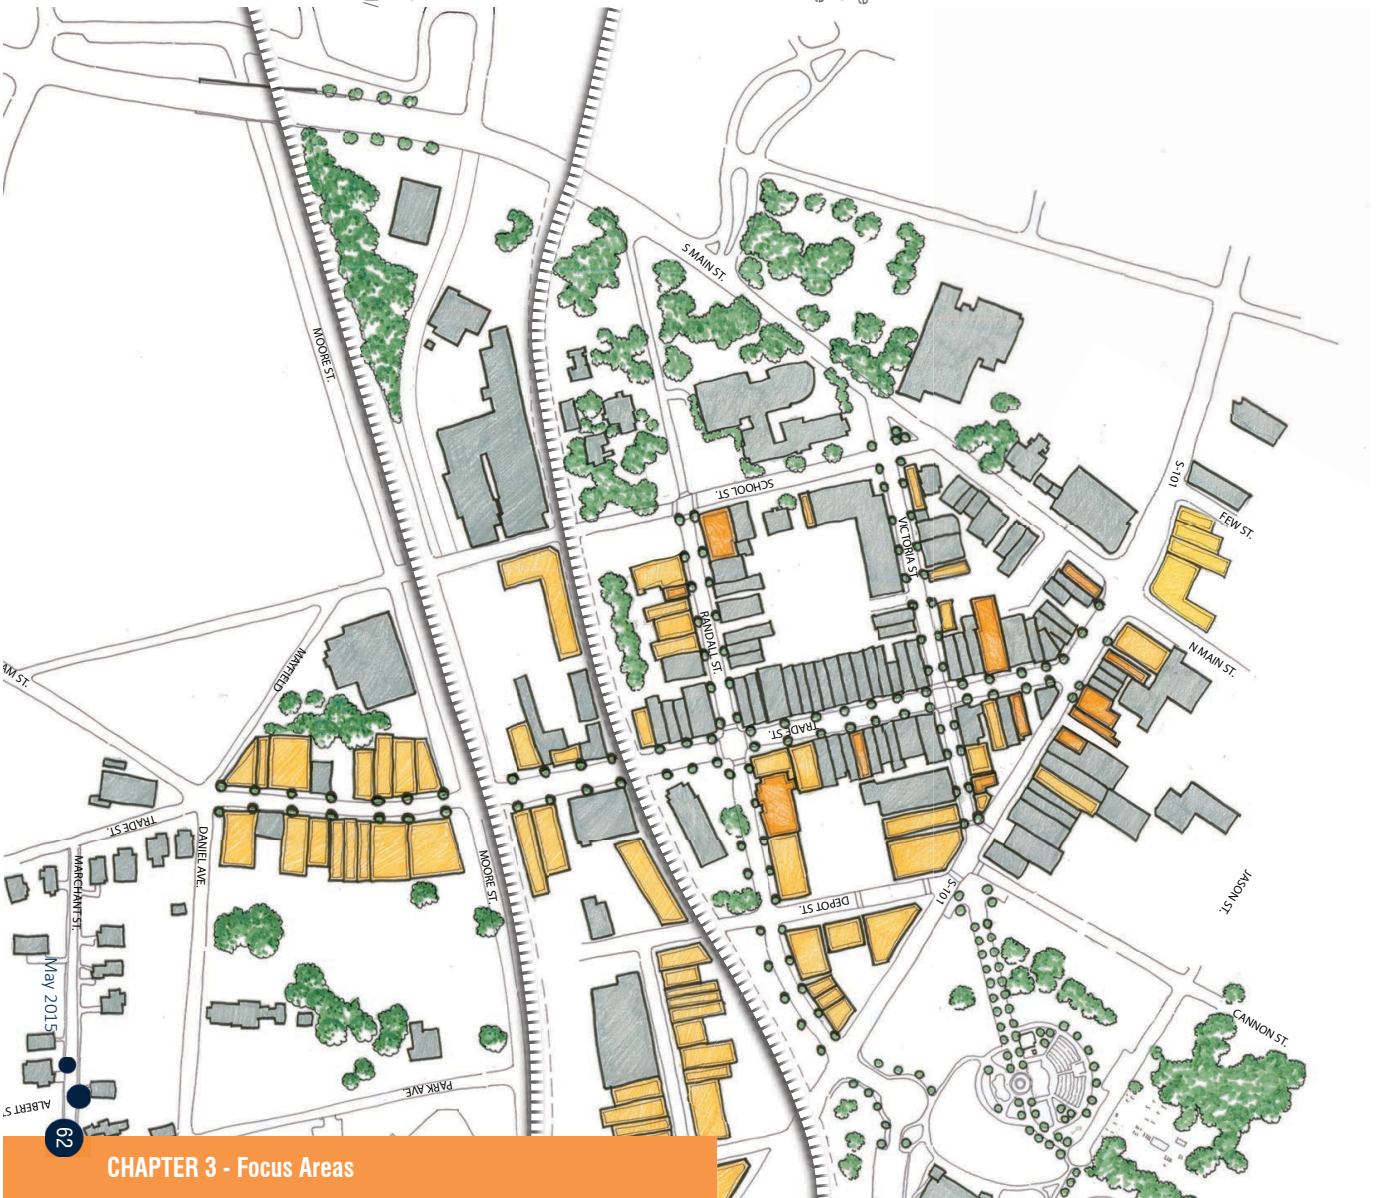 S MAIN ST.
MOORE ST.
S-101
SCHOOL ST.
FEW ST.
VICTORIA ST.
RANDALL ST.
N MAIN ST.
MAYFIELD
ST.
TRADE ST.
TRADE ST.
DANIEL AVE.
MARCHANT ST.
MOORE ST.
S-101
DEPOT ST.
JASON ST.
May 2015
CANNON ST.
PARK AVE.
ALBERT
62
CHAPTER 3 - Focus Areas